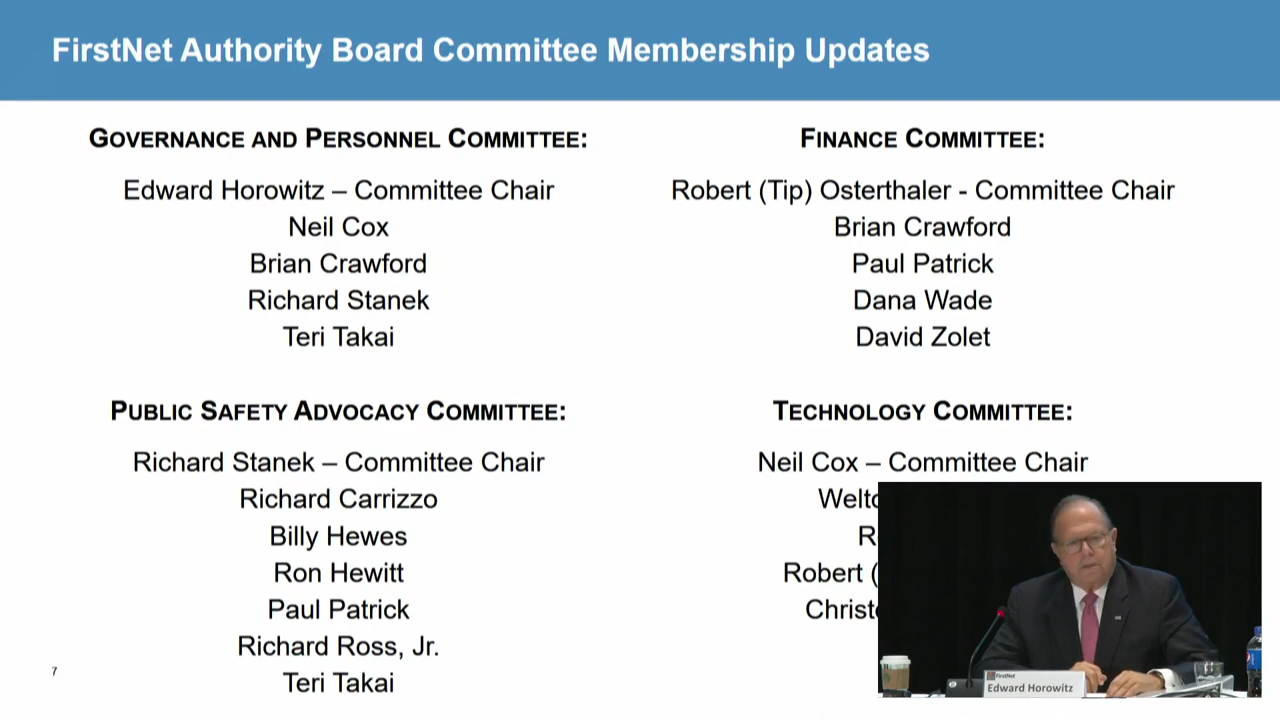 FirstNet Authority Board Committee Membership Updates
GOVERNANCE AND PERSONNEL COMMITTEE:
Edward Horowitz – Committee Chair
Neil Cox
Brian Crawford
Richard Stanek
Teri Takai
FINANCE COMMITTEE:
Robert (Tip) Osterthaler - Committee Chair
Brian Crawford
Paul Patrick
Dana Wade
David Zolet
PUBLIC SAFETY ADVOCACY COMMITTEE:
Richard Stanek – Committee Chair
Richard Carrizzo
Billy Hewes
Ron Hewitt
Paul Patrick
Richard Ross, Jr.
Teri Takai
TECHNOLOGY COMMITTEE:
Neil Cox – Committee Chair
Robert (
FirstNet
Edward Horowitz
7